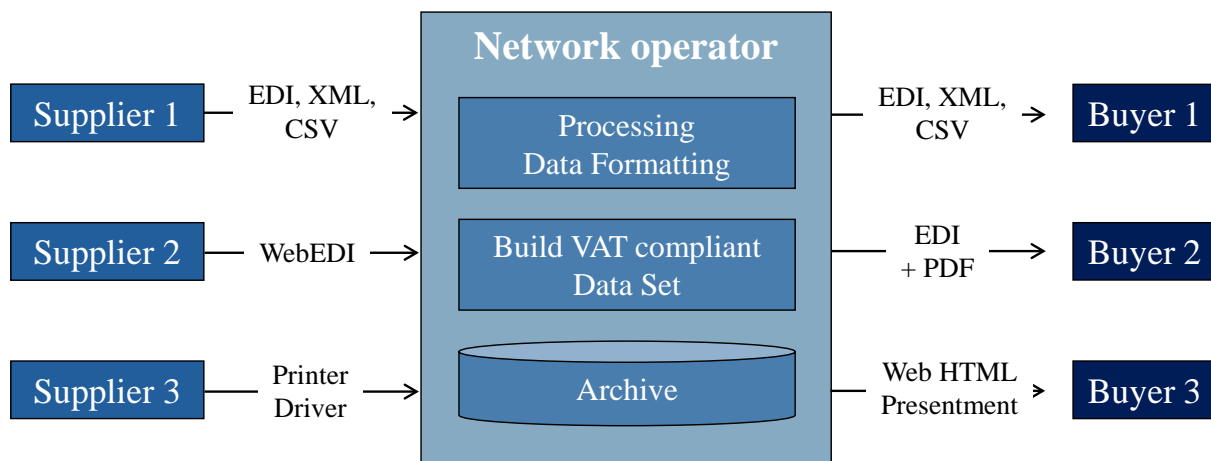 Network operator
Supplier 1
EDI, XML,
CSV
Processing
Data Formatting
EDI, XML,
CSV
Buyer 1
Supplier 2
WebEDI
Build VAT compliant
Data Set
EDI
+ PDF
Buyer 2
Supplier 3
Printer
Driver
Archive
Web HTML
Presentment
Buyer 3